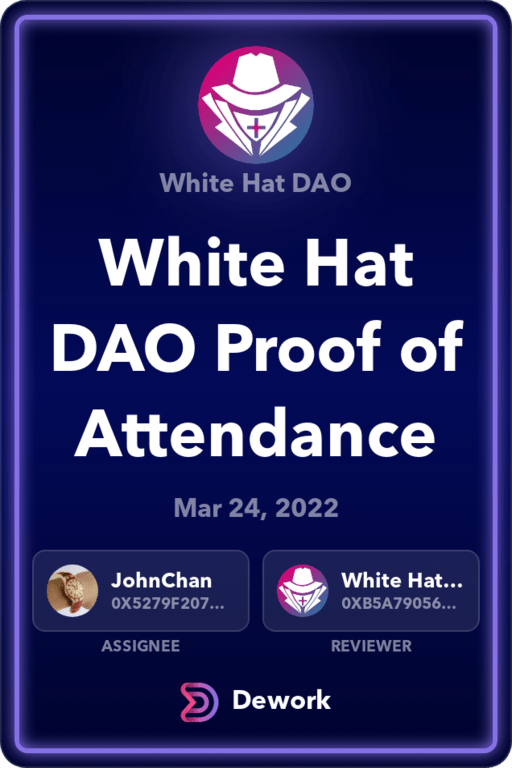 White Hat DAO
White Hat
DAO Proof of
Attendance
Mar 24, 2022
JohnChan
0X5279F207...
ASSIGNEE
White Hat...
0XB5A79056...
REVIEWER
Dework